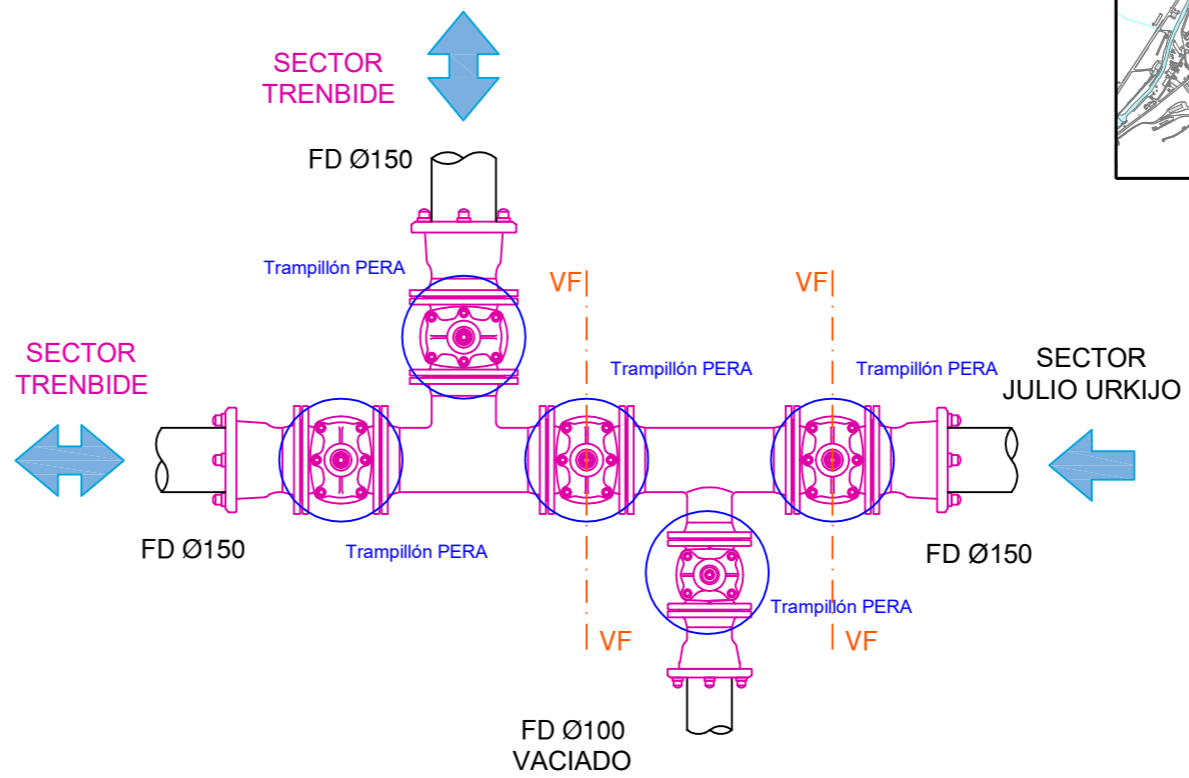 SECTOR
TRENBIDE
FD Ø150
Trampillón PERA
VF
VF
SECTOR
TRENBIDE
Trampillón PERA
Trampillón PERA
SECTOR
JULIO URKIJO
FD Ø150
Trampillón PERA
FD Ø150
Trampillón PERA
VF
VF
FD Ø100
VACIADO